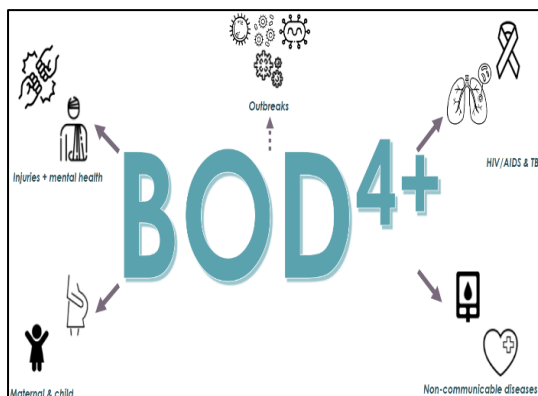 Outbreaks
Injuries + mental health
HIV/AIDS & TB
BOD4+
Maternal & child
Non-communicable diseases